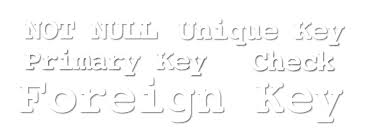 NOT NULL Unique Key
Primary Key Check
Foreign Key